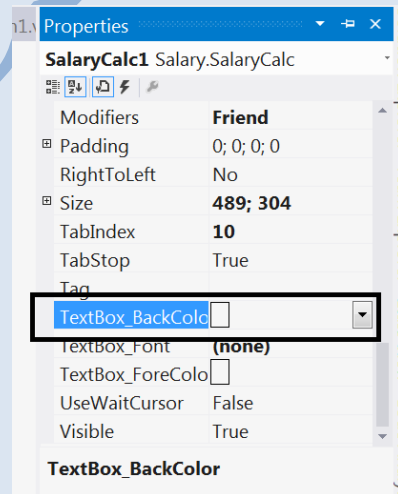 n1.v
Properties
SalaryCalc1 Salary.SalaryCalc
Modifiers Friend
Padding 0; 0; 0; 0
RightToLeft No
Size 489; 304
TabIndex 10
TabStop True
Tag
TextBox_BackColo
TextBox_Font (none)
TextBox_ForeColo
UseWaitCursor False
Visible True
TextBox_BackColor